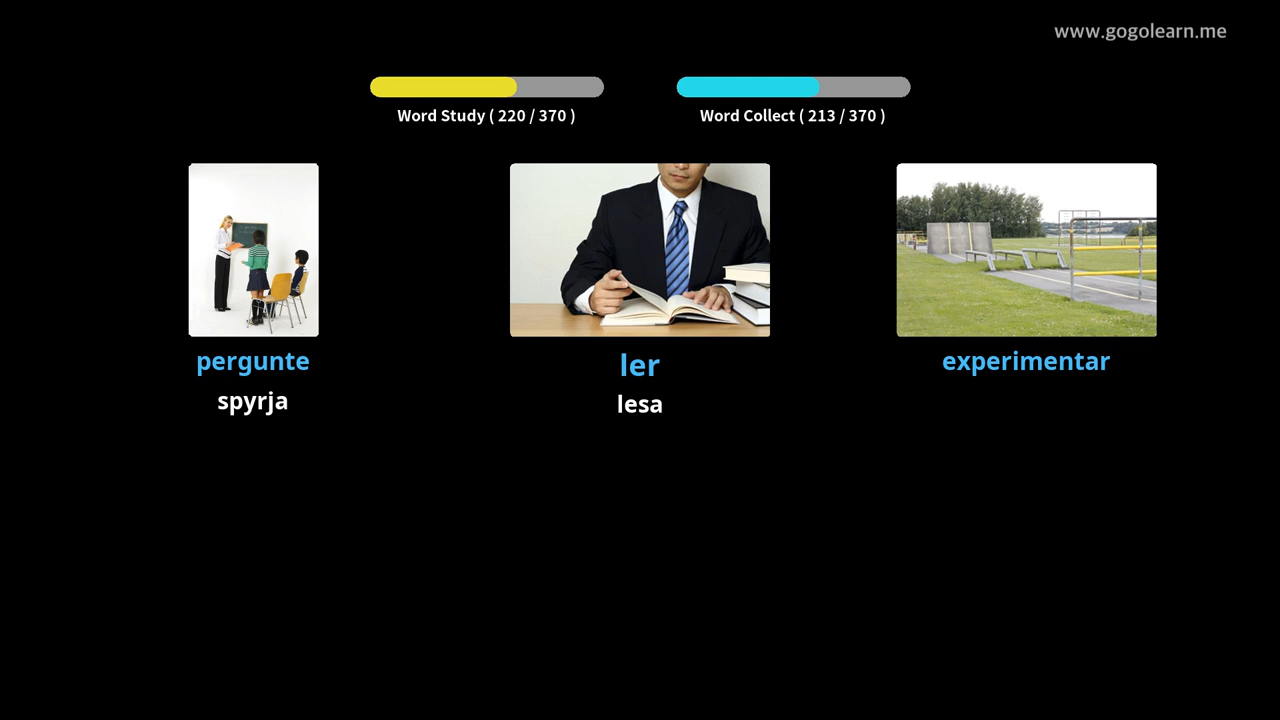 www.gogolearn.me
Word Study ( 220 / 370 )
Word Collect ( 213 / 370 )
pergunte
ler
experimentar
spyrja
lesa